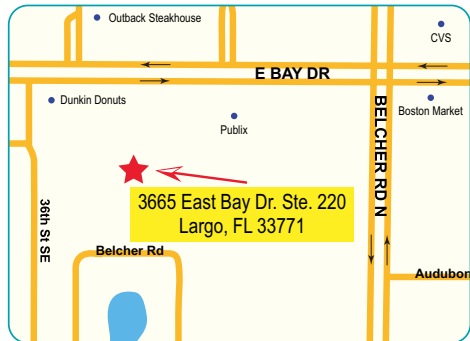 Outback Steakhouse
CVS
E BAY DR
Dunkin Donuts
Boston Market
Publix
BELCHER RD N
36th St SE
3665 East Bay Dr. Ste. 220
Largo, FL 33771
Belcher Rd
Audubon